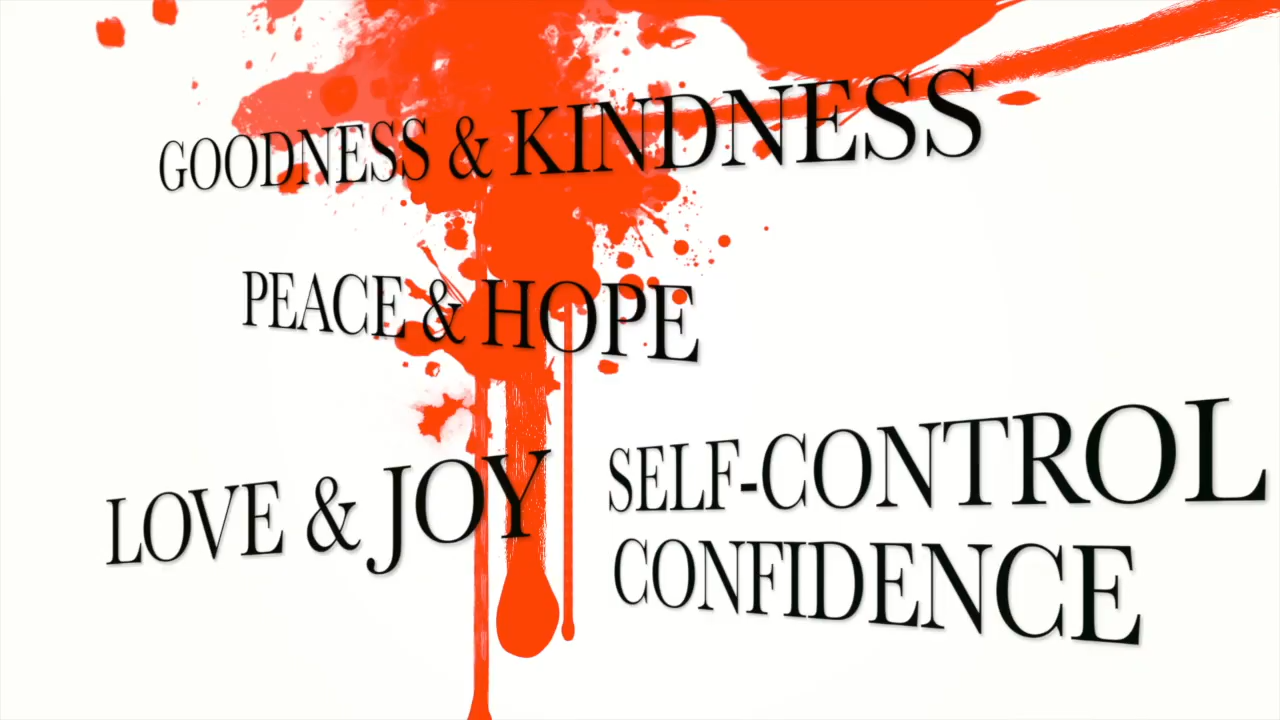 GOODNESS & KINDNESS
PEACE & HOPE
LOVE & JOY
SELF-CONTROL
CONFIDENCE